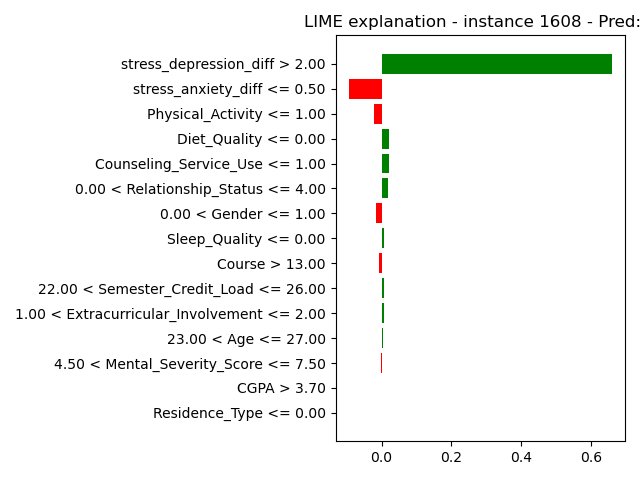 LIME explanation - instance 1608 - Pred:
stress_depression_diff > 2.00
stress_anxiety_diff <= 0.50
Physical_Activity <= 1.00
Diet_Quality <= 0.00
Counseling_Service_Use <= 1.00
0.00 < Relationship_Status <= 4.00
0.00 < Gender <= 1.00
Sleep_Quality <= 0.00
Course > 13.00
22.00 < Semester_Credit_Load <= 26.00
1.00 < Extracurricular_Involvement <= 2.00
23.00 < Age <= 27.00
4.50 < Mental_Severity_Score <= 7.50
CGPA > 3.70
Residence_Type <= 0.00
0.0 0.2 0.4 0.6